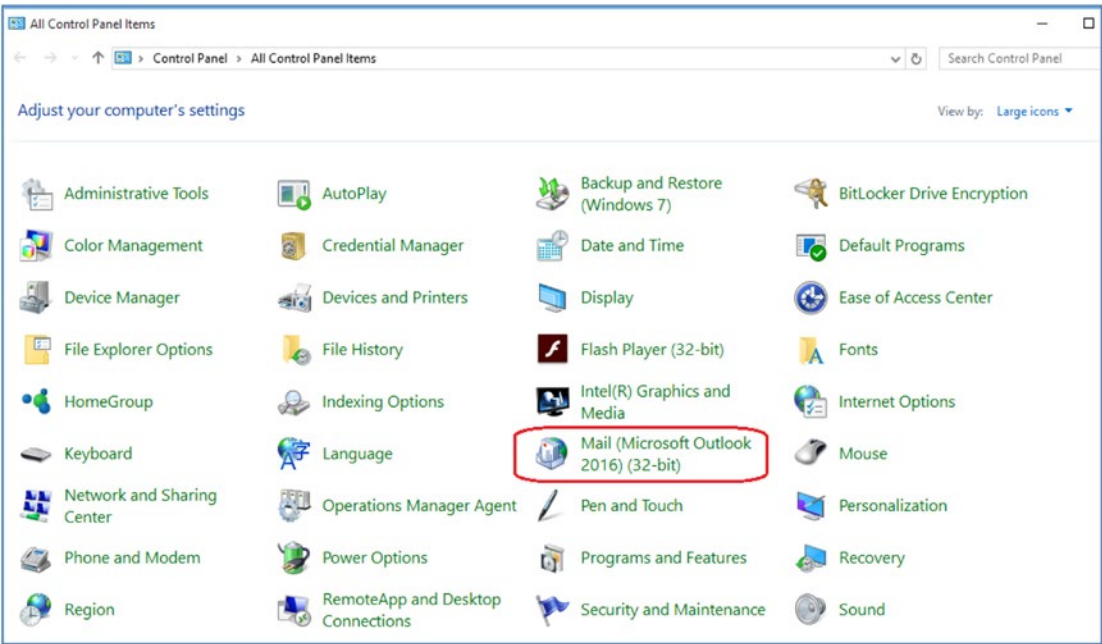 All Control Panel Items
Control Panel > All Control Panel Items
Search Control Panel
Adjust your computer's settings
View by: Large icons
Administrative Tools
AutoPlay
Backup and Restore
(Windows 7)
BitLocker Drive Encryption
Color Management
Credential Manager
Date and Time
Default Programs
Device Manager
Devices and Printers
Display
Ease of Access Center
File Explorer Options
File History
Flash Player (32-bit)
Fonts
HomeGroup
Indexing Options
Intel(R) Graphics and
Media
Internet Options
Keyboard
Language
Mail (Microsoft Outlook
2016) (32-bit)
Mouse
Network and Sharing
Center
Operations Manager Agent
Pen and Touch
Personalization
Phone and Modem
Power Options
Programs and Features
Recovery
Region
RemoteApp and Desktop
Connections
Security and Maintenance
Sound